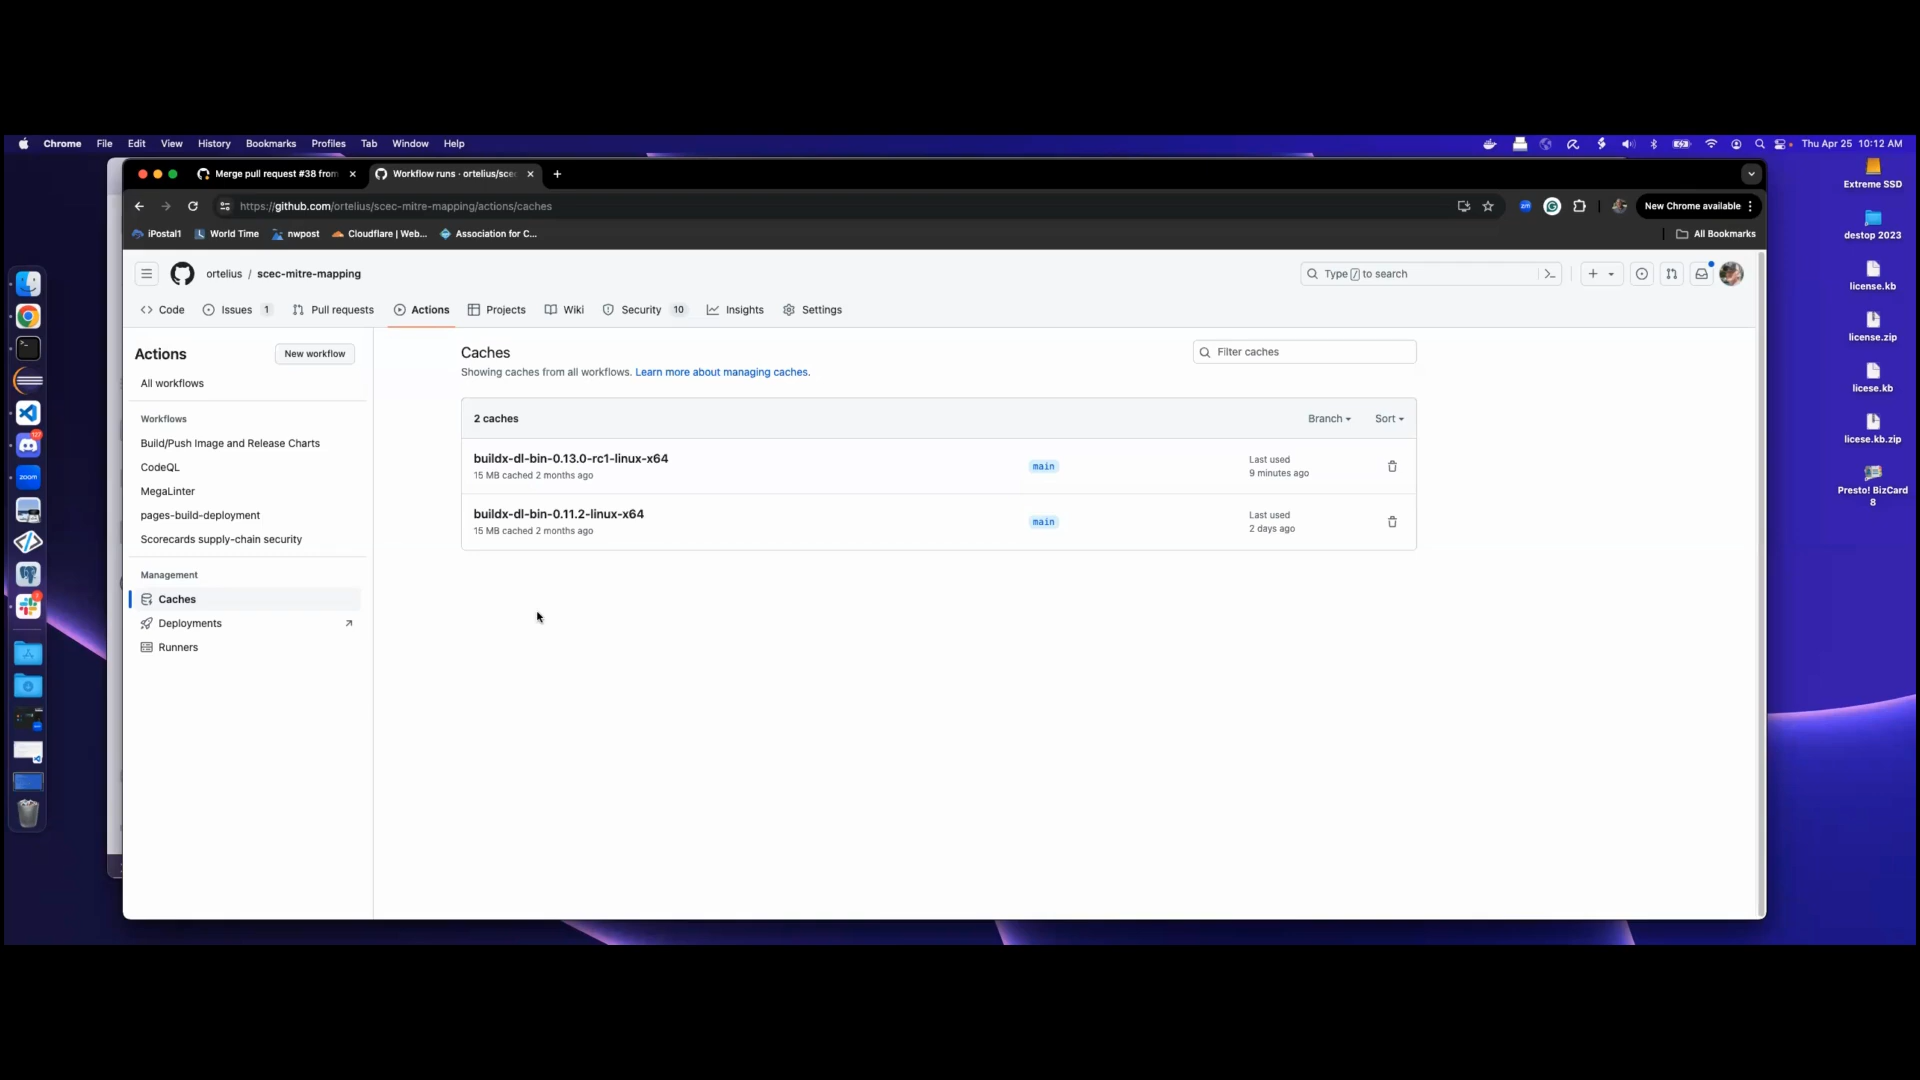 Chrome File Edit View History Bookmarks Profiles Tab Window Help
Thu Apr 25 10:12 AM
Merge pull request #38 from
Workflow runs · ortelius/scec
https://github.com/ortelius/scec-mitre-mapping/actions/caches
New Chrome available
iPostal1 World Time nwpost Cloudflare | Web... Association for C...
All Bookmarks
ortelius / scec-mitre-mapping
Type / to search
Code Issues 1 Pull requests Actions Projects Wiki Security 10 Insights Settings
Actions
New workflow
All workflows
Workflows
Build/Push Image and Release Charts
CodeQL
MegaLinter
pages-build-deployment
Scorecards supply-chain security
Management
Caches
Deployments
Runners
Caches
Filter caches
Showing caches from all workflows. Learn more about managing caches.
2 caches
Branch Sort
buildx-dl-bin-0.13.0-rc1-linux-x64
15 MB cached 2 months ago
main
Last used
9 minutes ago
buildx-dl-bin-0.11.2-linux-x64
15 MB cached 2 months ago
main
Last used
2 days ago
Extreme SSD
destop 2023
license.kb
license.zip
licese.kb
licese.kb.zip
Presto! BizCard
8
zoom